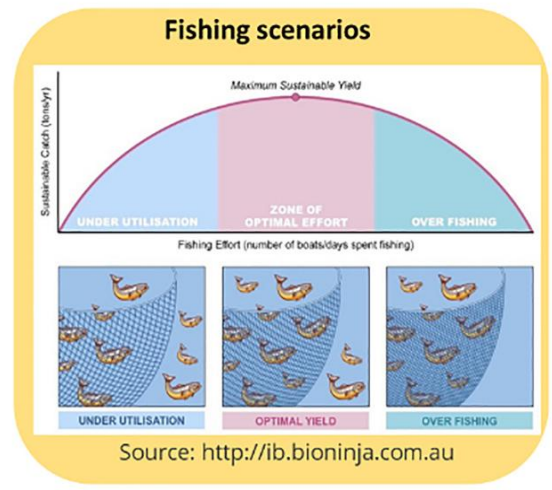 Fishing scenarios
Maximum Sustainable Yield
Sustainable Catch (tons/yr)
UNDER UTILISATION
ZONE OF
OPTIMAL EFFORT
OVER FISHING
Fishing Effort (number of boats/days spent fishing)
UNDER UTILISATION
OPTIMAL YIELD
OVER FISHING
Source: http://ib.bioninja.com.au